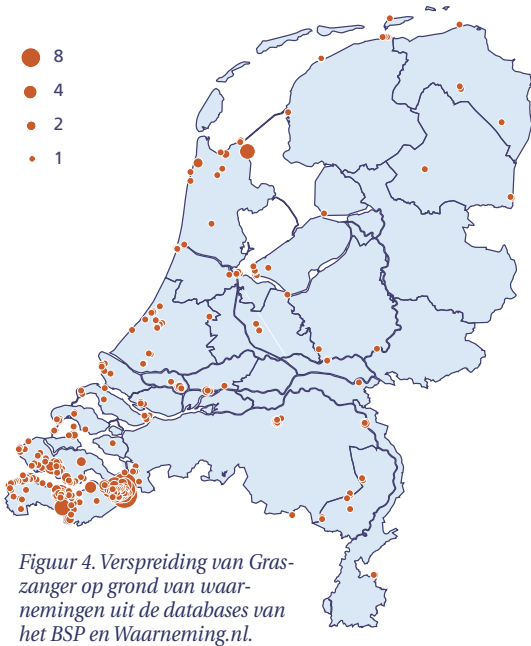 8
4
2
1
Figuur 4. Verspreiding van Gras-
zanger op grond van waar-
nemingen uit de databases van
het BSP en Waarneming.nl.